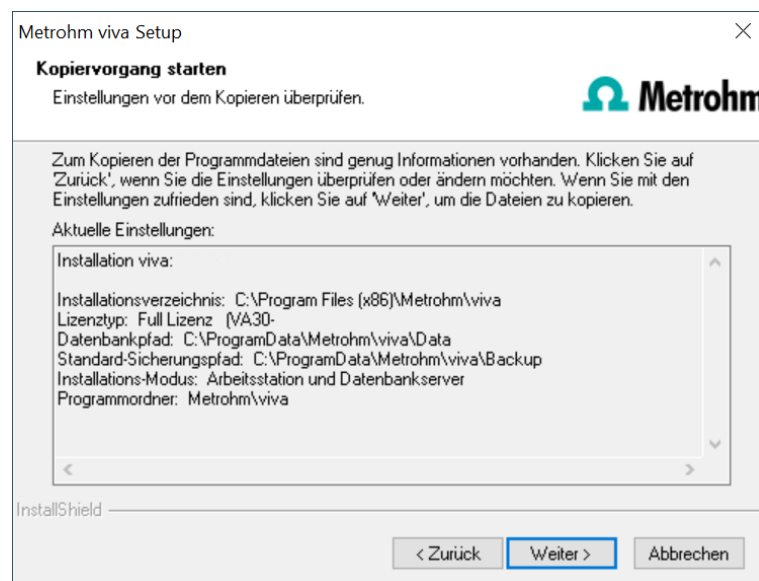 Metrohm viva Setup
Kopiervorgang starten
Einstellungen vor dem Kopieren überprüfen.
Metrohm
Zum Kopieren der Programmdateien sind genug Informationen vorhanden. Klicken Sie auf
'Zurück', wenn Sie die Einstellungen überprüfen oder ändern möchten. Wenn Sie mit den
Einstellungen zufrieden sind, klicken Sie auf 'Weiter', um die Dateien zu kopieren.
Aktuelle Einstellungen:
Installation viva:
Installationsverzeichnis: C:\Program Files (x86)\Metrohm\viva
Lizenztyp: Full Lizenz (VA30-
Datenbankpfad: C:\ProgramData\Metrohm\viva\Data
Standard-Sicherungspfad: C:\ProgramData\Metrohm\viva\Backup
Installations-Modus: Arbeitsstation und Datenbankserver
Programmordner: Metrohm\viva
InstallShield
< Zurück
Weiter >
Abbrechen